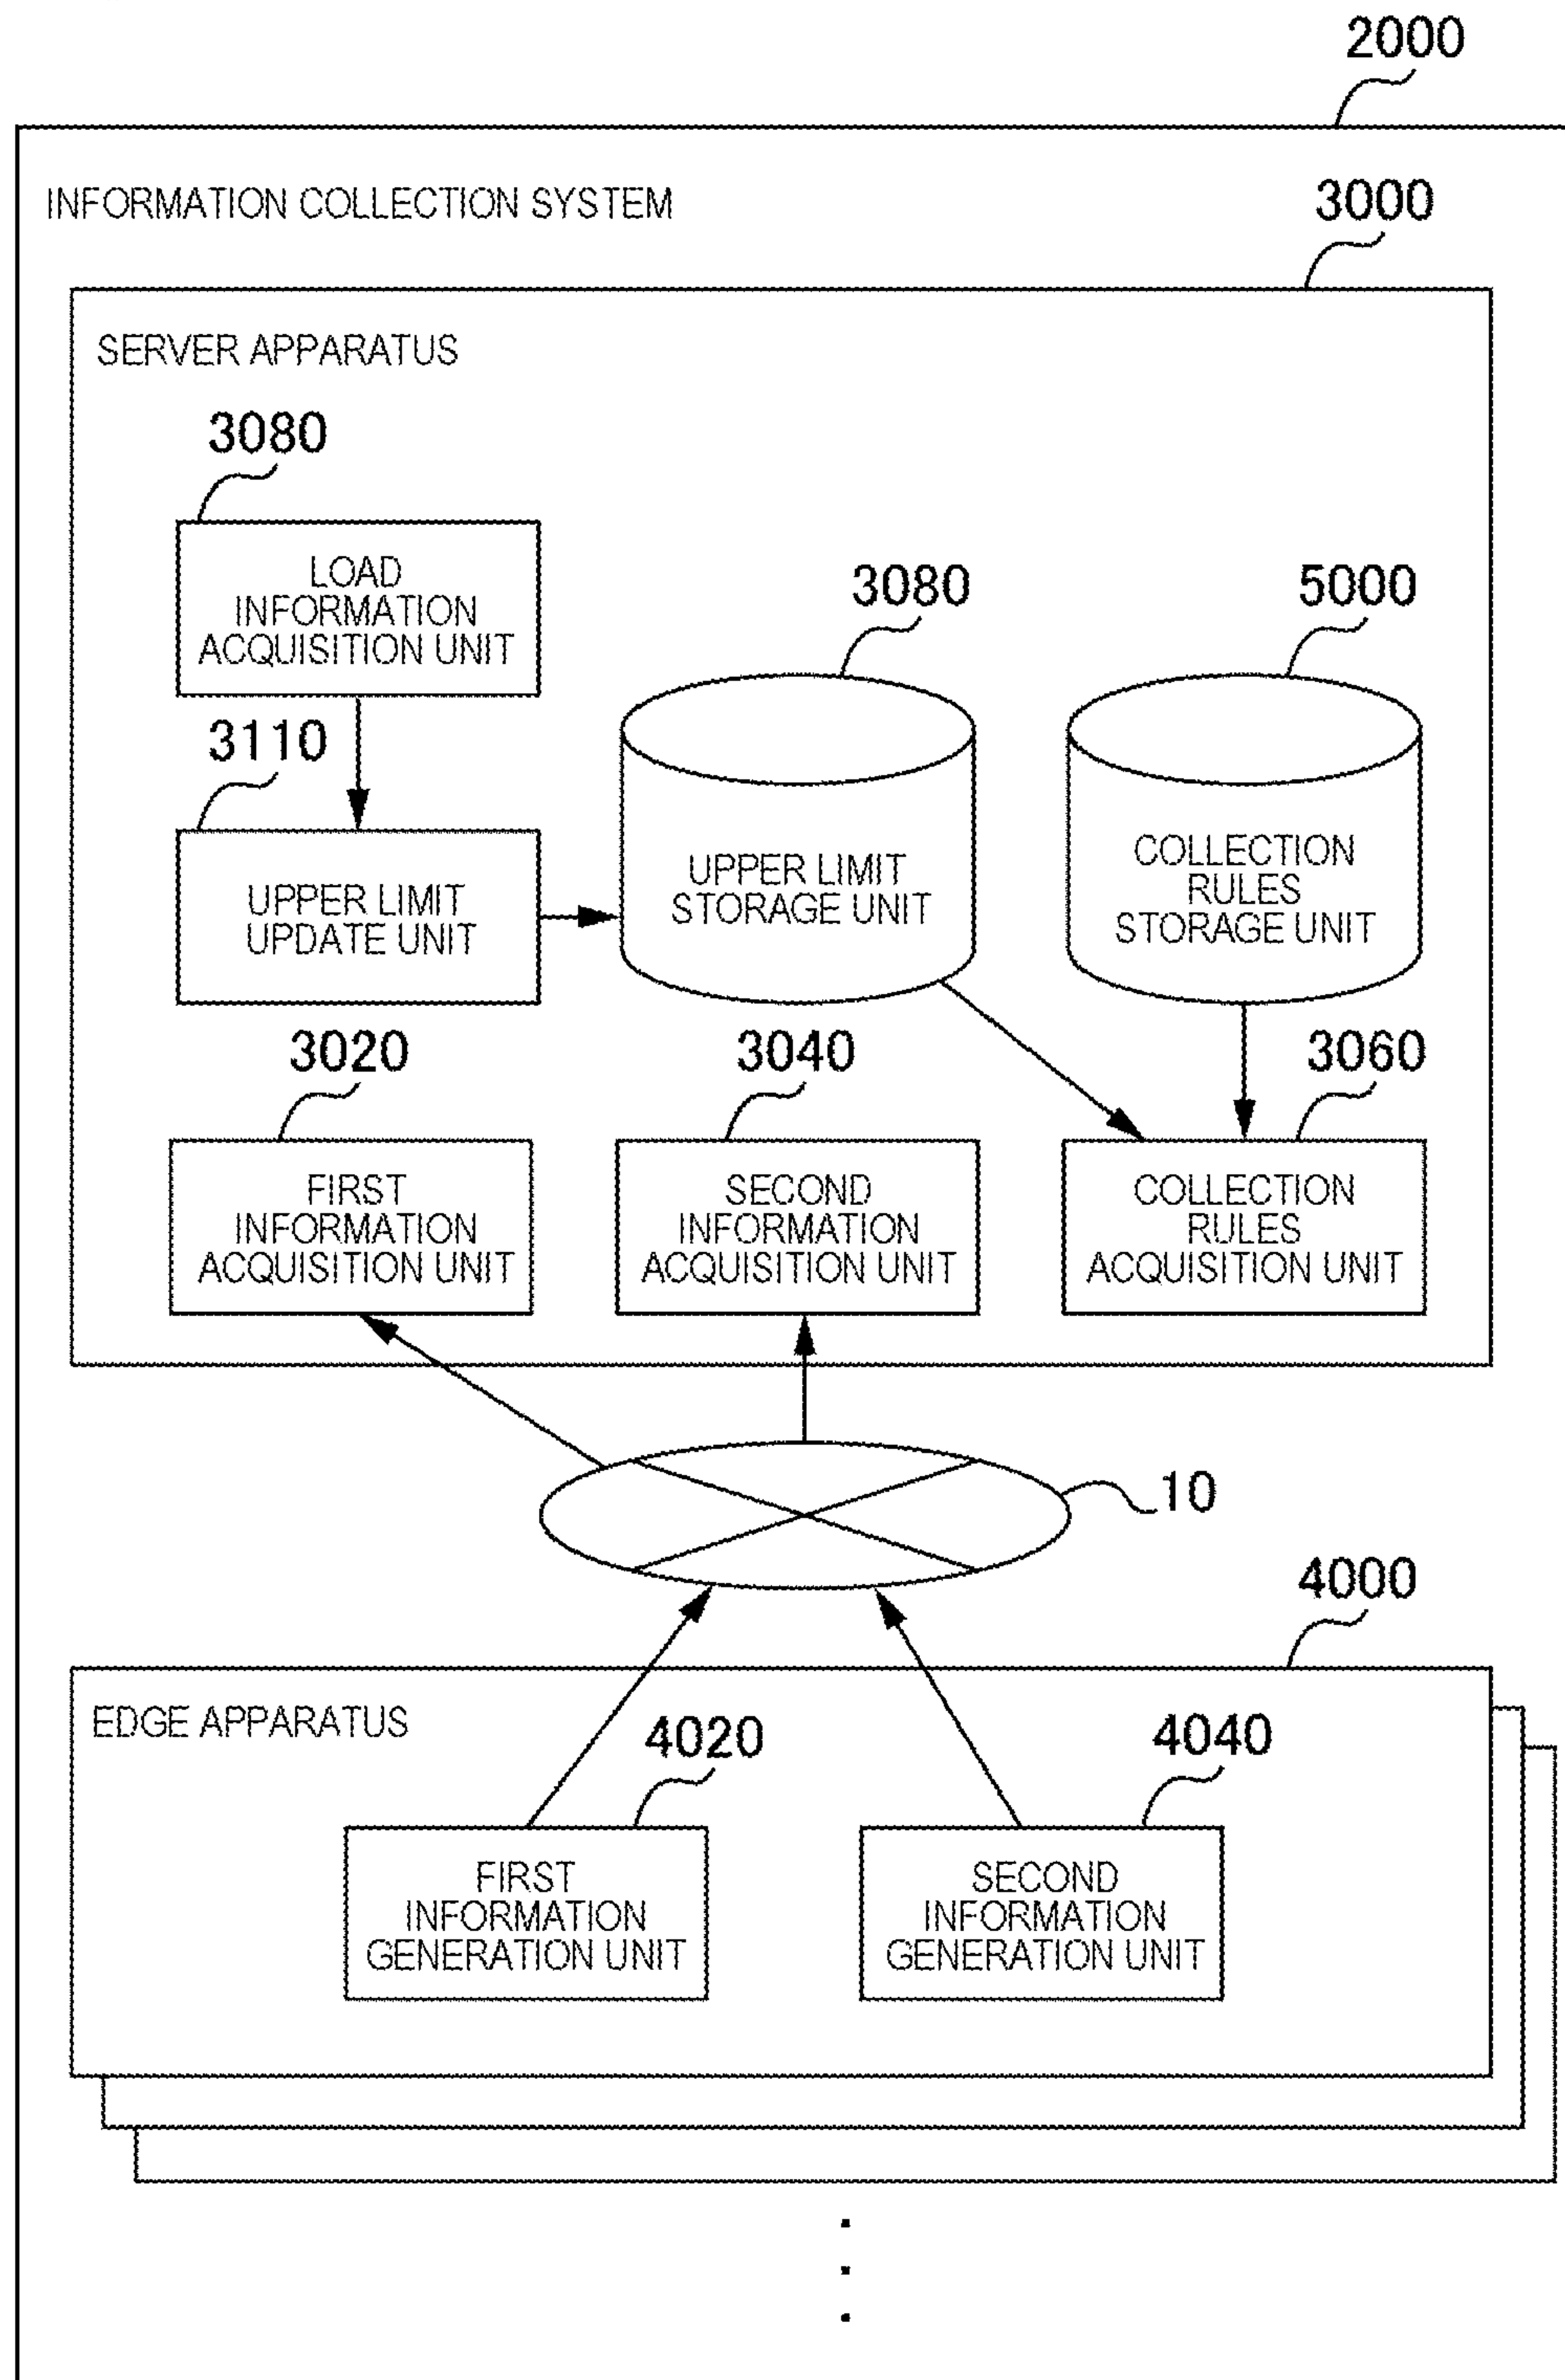 2000
INFORMATION COLLECTION SYSTEM
3000
SERVER APPARATUS
3080
LOAD
INFORMATION
ACQUISITION UNIT
3080
5000
3110
UPPER LIMIT
UPDATE UNIT
UPPER LIMIT
STORAGE UNIT
COLLECTION
RULES
STORAGE UNIT
3020
3040
3060
FIRST
INFORMATION
ACQUISITION UNIT
SECOND
INFORMATION
ACQUISITION UNIT
COLLECTION
RULES
ACQUISITION UNIT
10
4000
EDGE APPARATUS
4020
4040
FIRST
INFORMATION
GENERATION UNIT
SECOND
INFORMATION
GENERATION UNIT